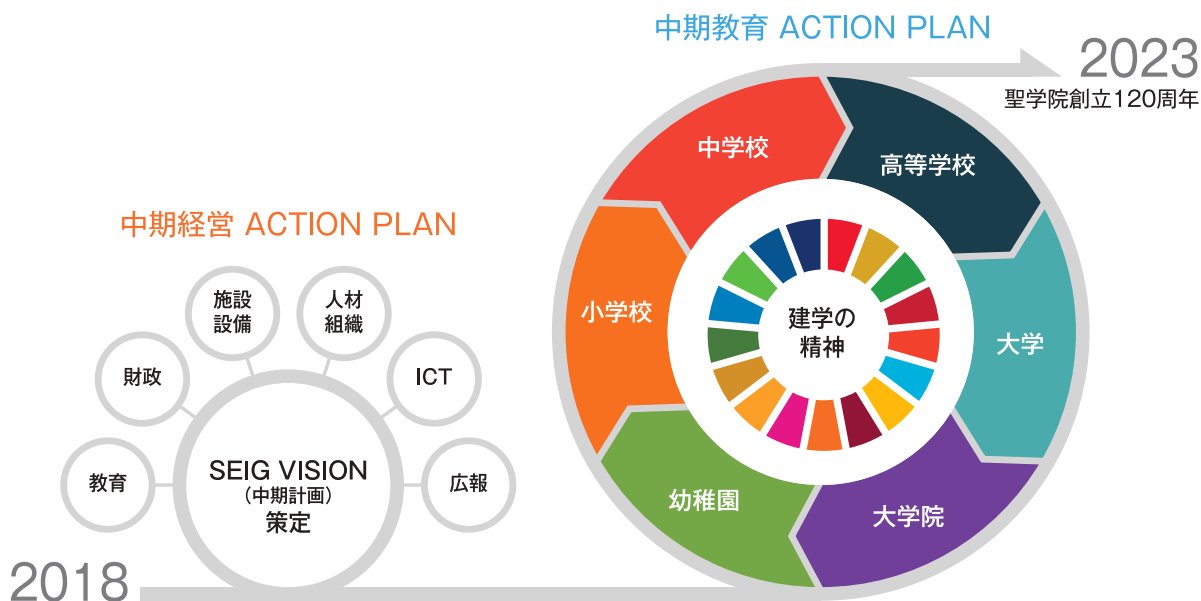 中期教育 ACTION PLAN
2023
聖学院創立120周年
中学校
高等学校
中期経営 ACTION PLAN
施設
設備
人材
組織
小学校
建学の
精神
大学
財政
ICT
教育
SEIG VISION
(中期計画)
策定
広報
幼稚園
大学院
2018